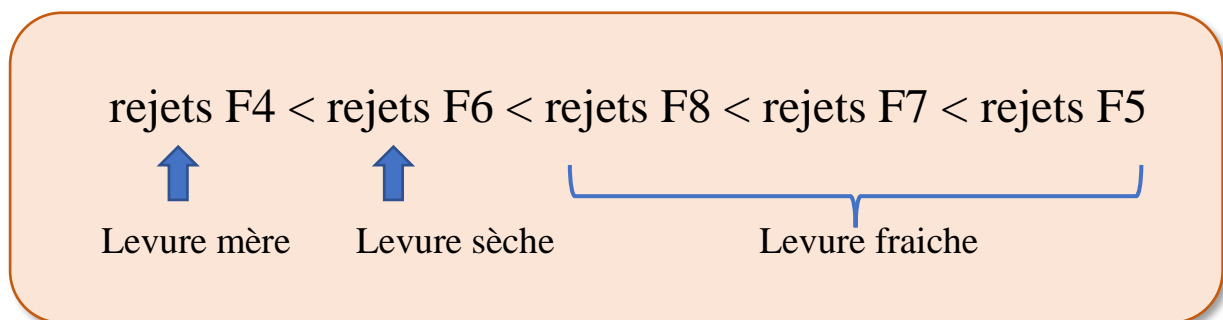 rejets F4 < rejets F6 < rejets F8 < rejets F7 < rejets F5
Levure mère Levure sèche Levure fraiche